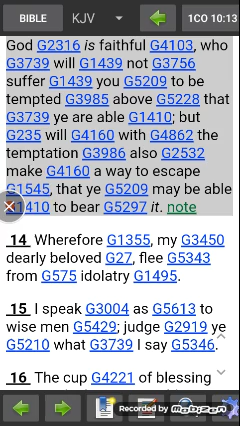 BIBLE KJV 1CO 10:13
God G2316 is faithful G4103, who
G3739 will G1439 not G3756
suffer G1439 you G5209 to be
tempted G3985 above G5228 that
G3739 ye are able G1410; but
G235 will G4160 with G4862 the
temptation G3986 also G2532
make G4160 a way to escape
G1545, that ye G5209 may be able
G1410 to bear G5297 it. note
14 Wherefore G1355, my G3450
dearly beloved G27, flee G5343
from G575 idolatry G1495.
15 I speak G3004 as G5613 to
wise men G5429; judge G2919 ye
G5210 what G3739 I say G5346.
16 The cup G4221 of blessing
Recorded by mobizen